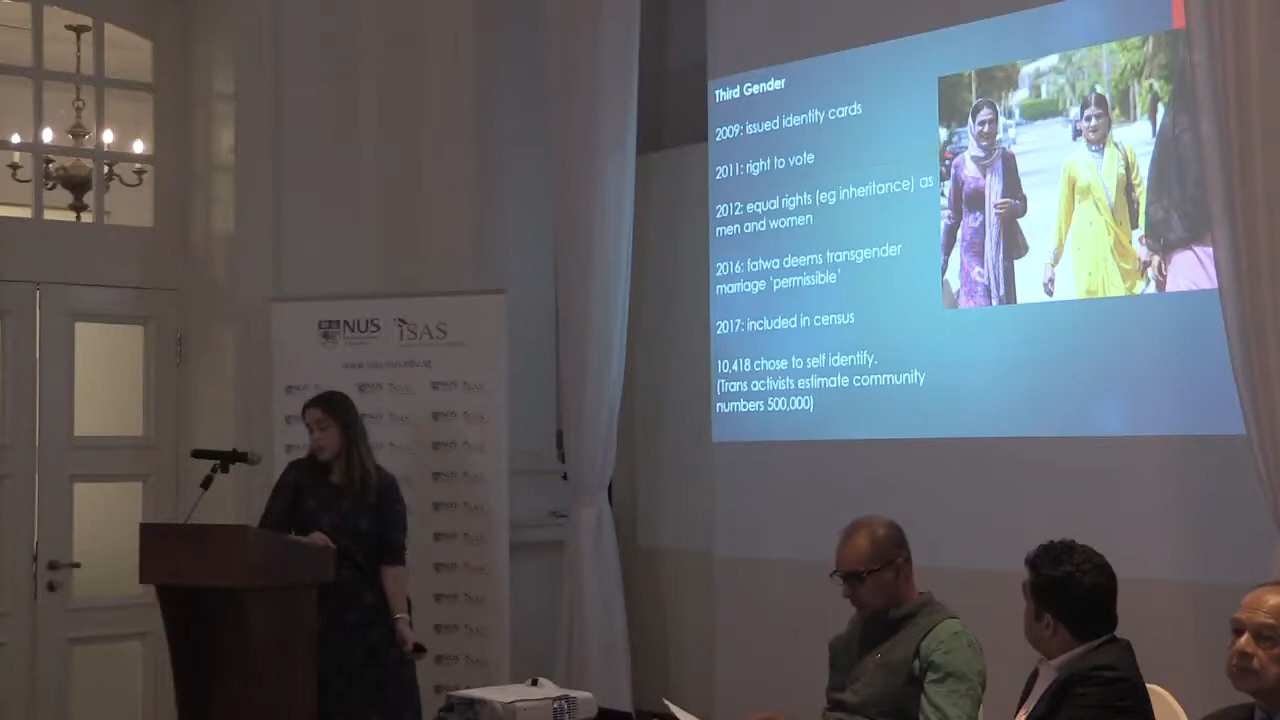 Third Gender
2009: issued identity cards
2011: right to vote
2012: equal rights (eg inheritance) as
men and women
2016: fatwa deems transgender
marriage 'permissible'
2017: included in census
10,418 chose to self identify.
(Trans activists estimate community
numbers 500,000)
NUS
ISAS